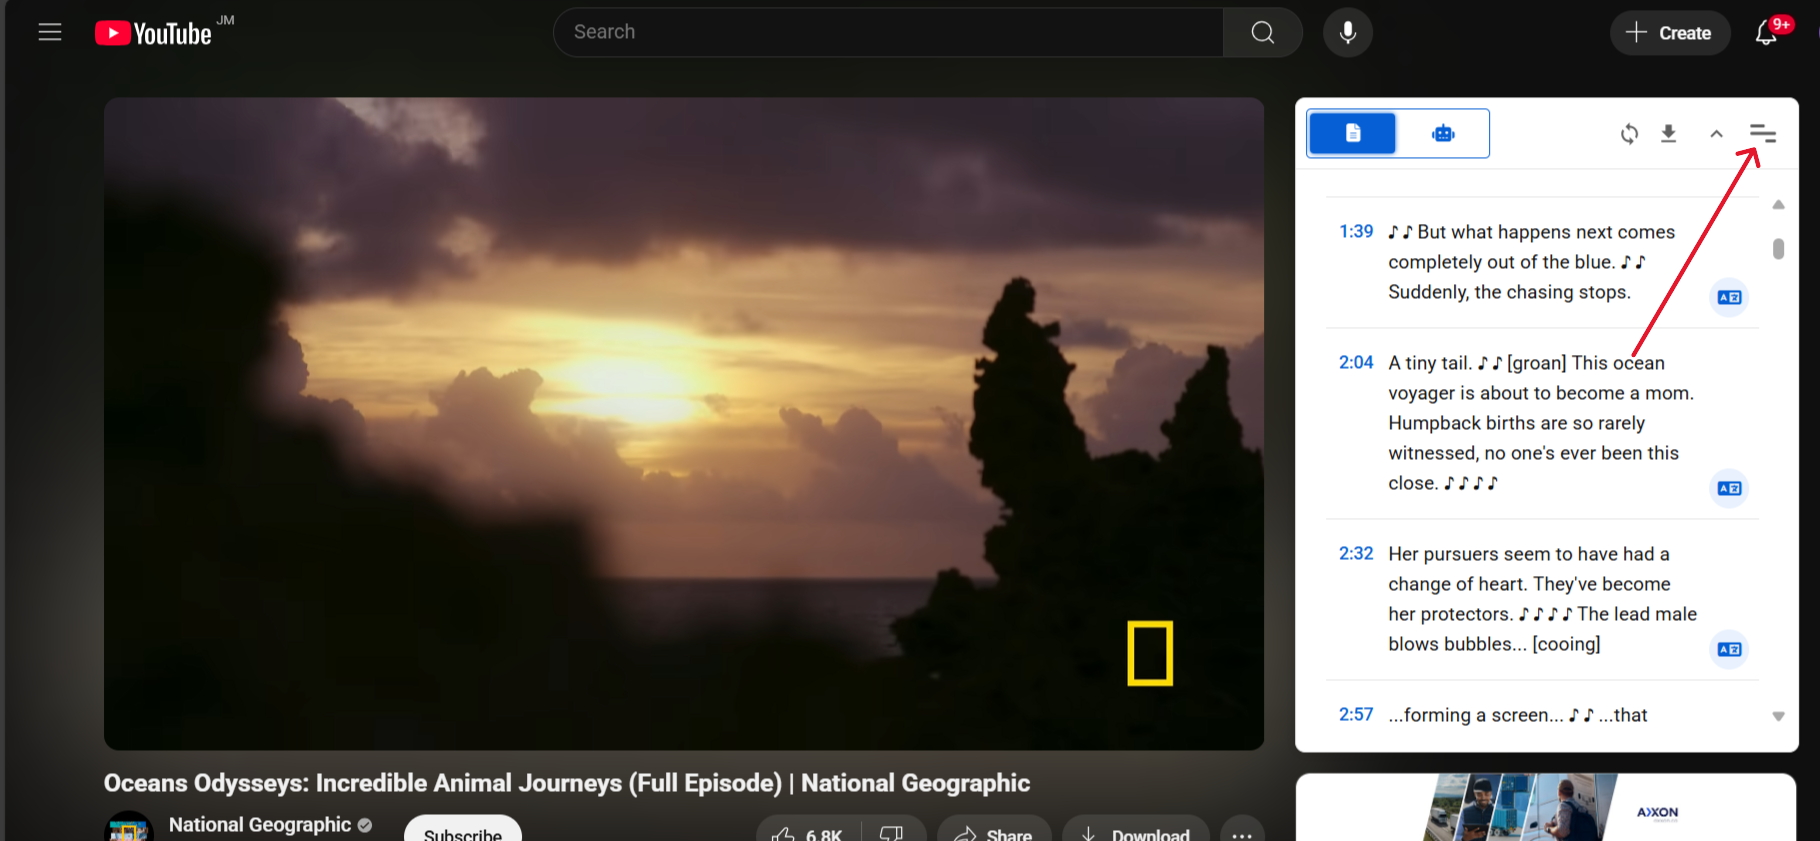 YouTube JM
Search
Create
9+
1:39 ♪ ♪ But what happens next comes
completely out of the blue. ♪ ♪
Suddenly, the chasing stops.
2:04 A tiny tail. ♪ ♪ [groan] This ocean
voyager is about to become a mom.
Humpback births are so rarely
witnessed, no one's ever been this
close. ♪ ♪ ♪ ♪
2:32 Her pursuers seem to have had a
change of heart. They've become
her protectors. ♪ ♪ ♪ ♪ The lead male
blows bubbles... [cooing]
2:57 ...forming a screen... ♪ ♪ ...that
Oceans Odysseys: Incredible Animal Journeys (Full Episode) | National Geographic
National Geographic
Subscribe
6.8K
Share
Download